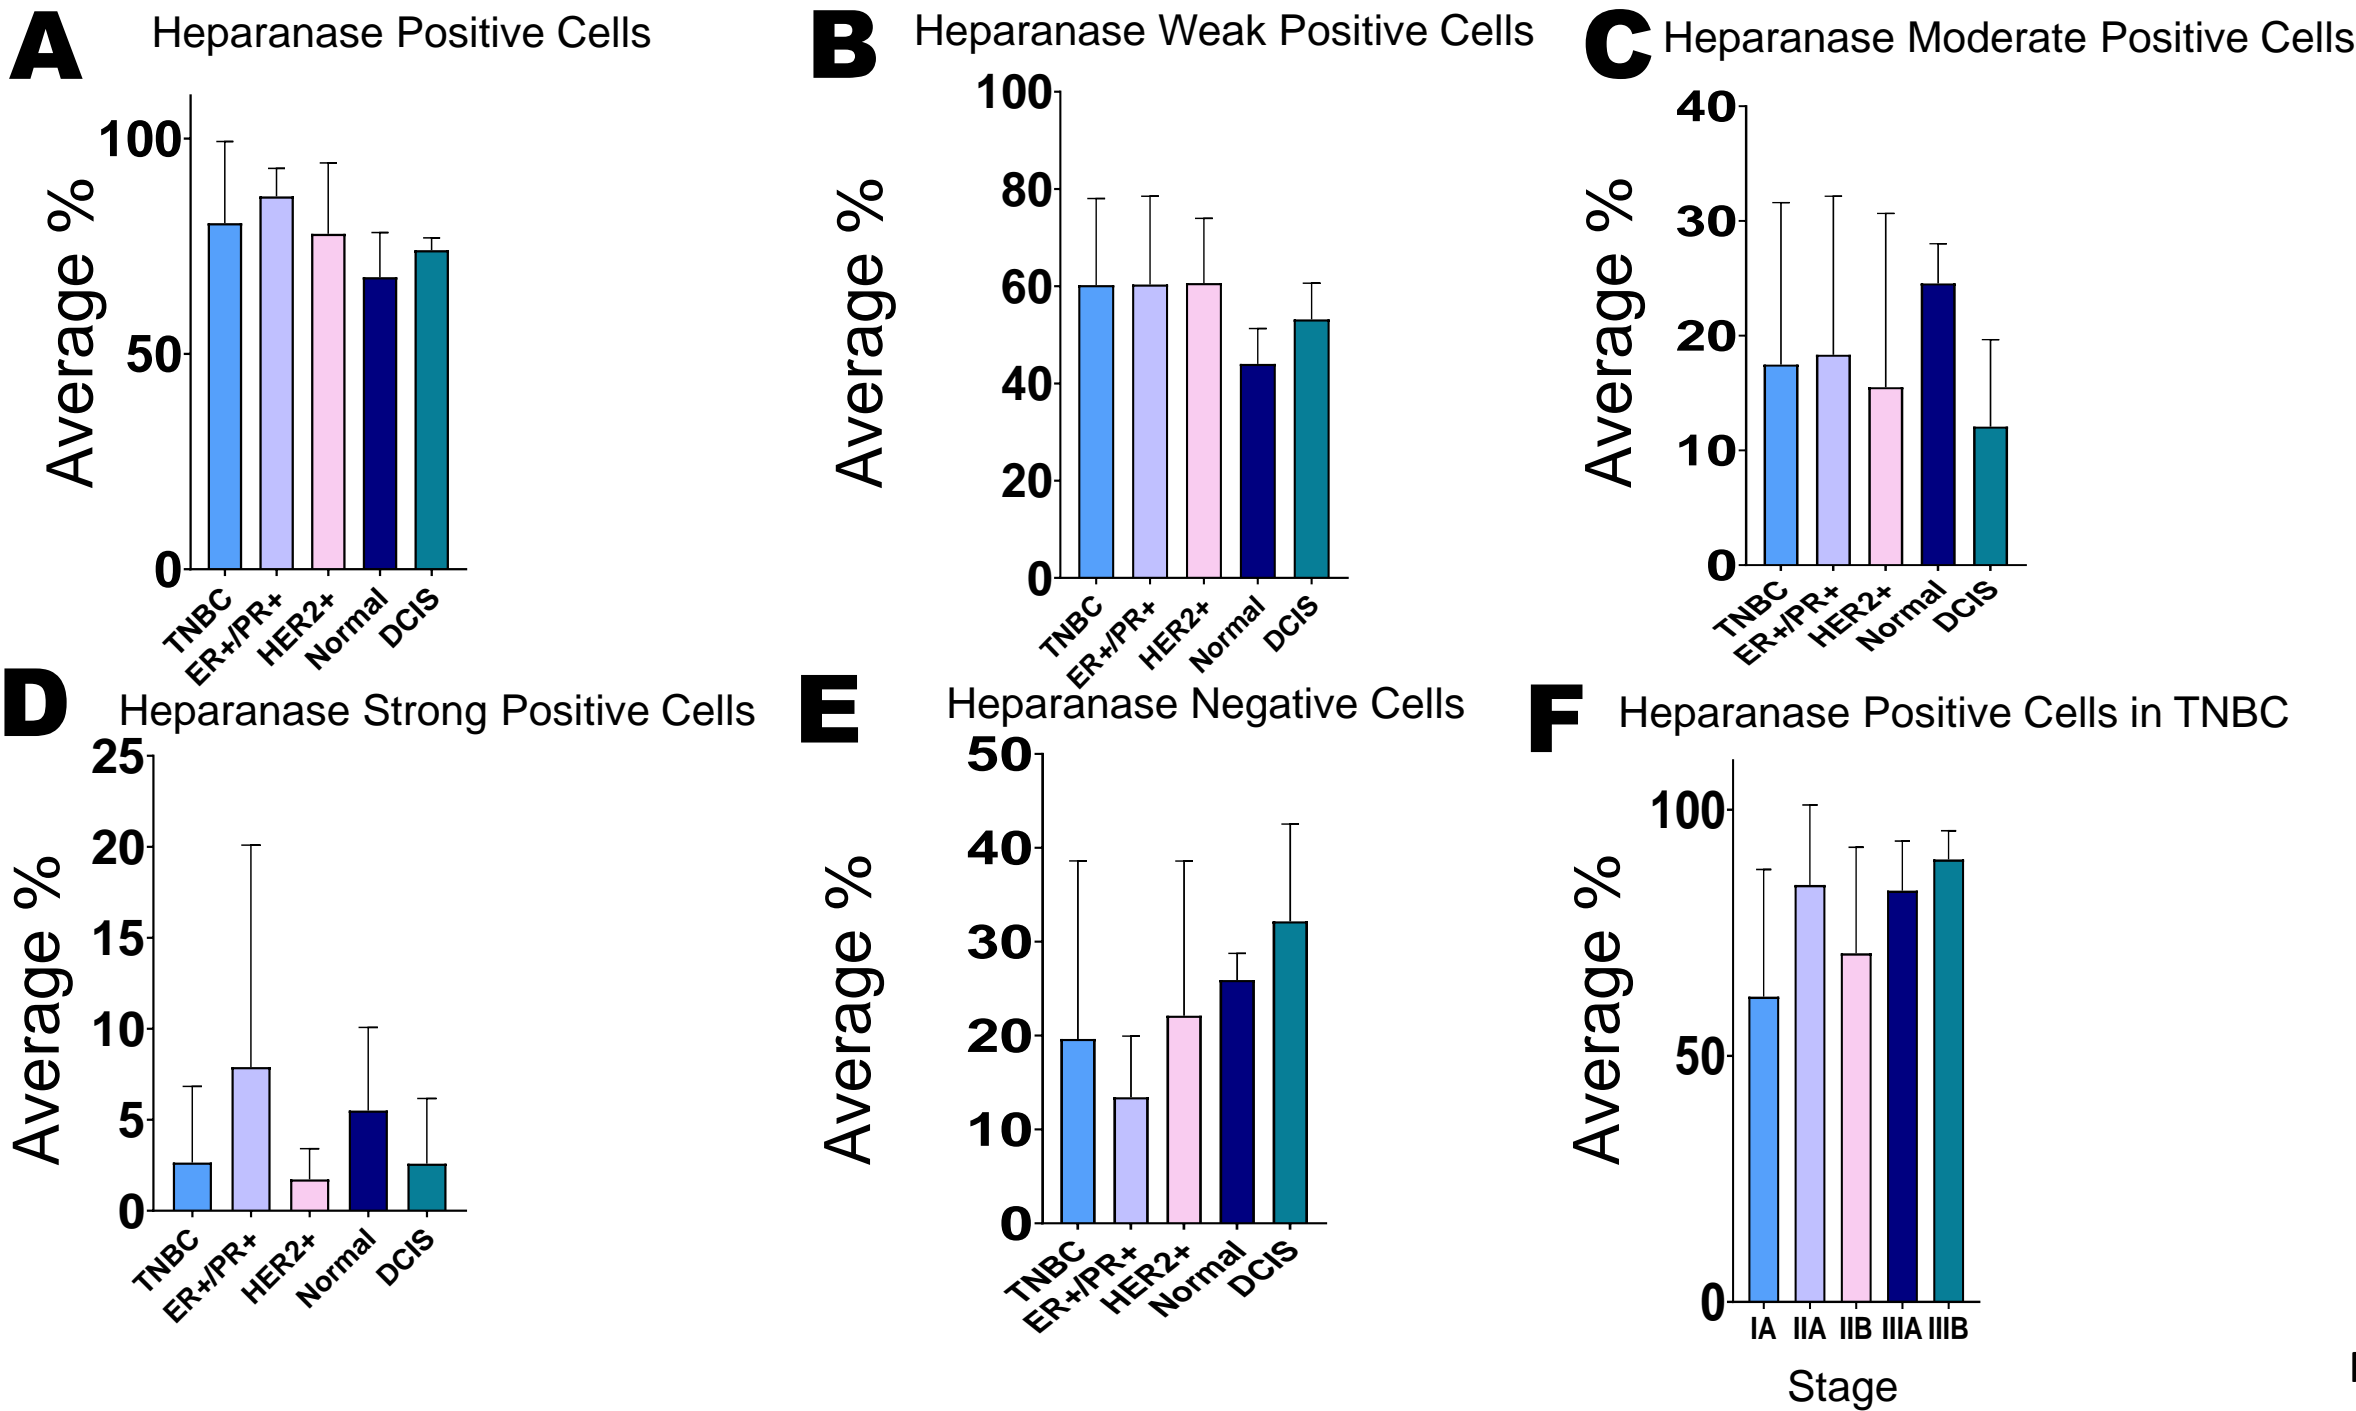 A Heparanase Positive Cells
Average %
100
50
0
TNBC
ER+/PR+
HER2+
Normal
DCIS
B Heparanase Weak Positive Cells
Average %
100
80
60
40
20
0
TNBC
ER+/PR+
HER2+
Normal
DCIS
C Heparanase Moderate Positive Cells
Average %
40
30
20
10
0
TNBC
ER+/PR+
HER2+
Normal
DCIS
D Heparanase Strong Positive Cells
Average %
25
20
15
10
5
0
TNBC
ER+/PR+
HER2+
Normal
DCIS
E Heparanase Negative Cells
Average %
50
40
30
20
10
0
TNBC
ER+/PR+
HER2+
Normal
DCIS
F Heparanase Positive Cells in TNBC
Average %
100
50
0
IA IIA IIB IIIA IIIB
Stage